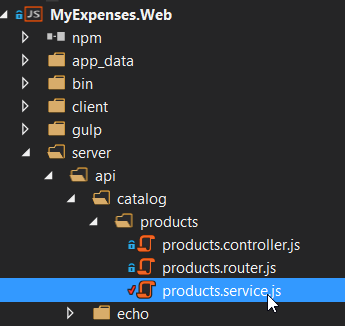 JS MyExpenses.Web
npm
app_data
bin
client
gulp
server
api
catalog
products
products.controller.js
products.router.js
products.service.js
echo